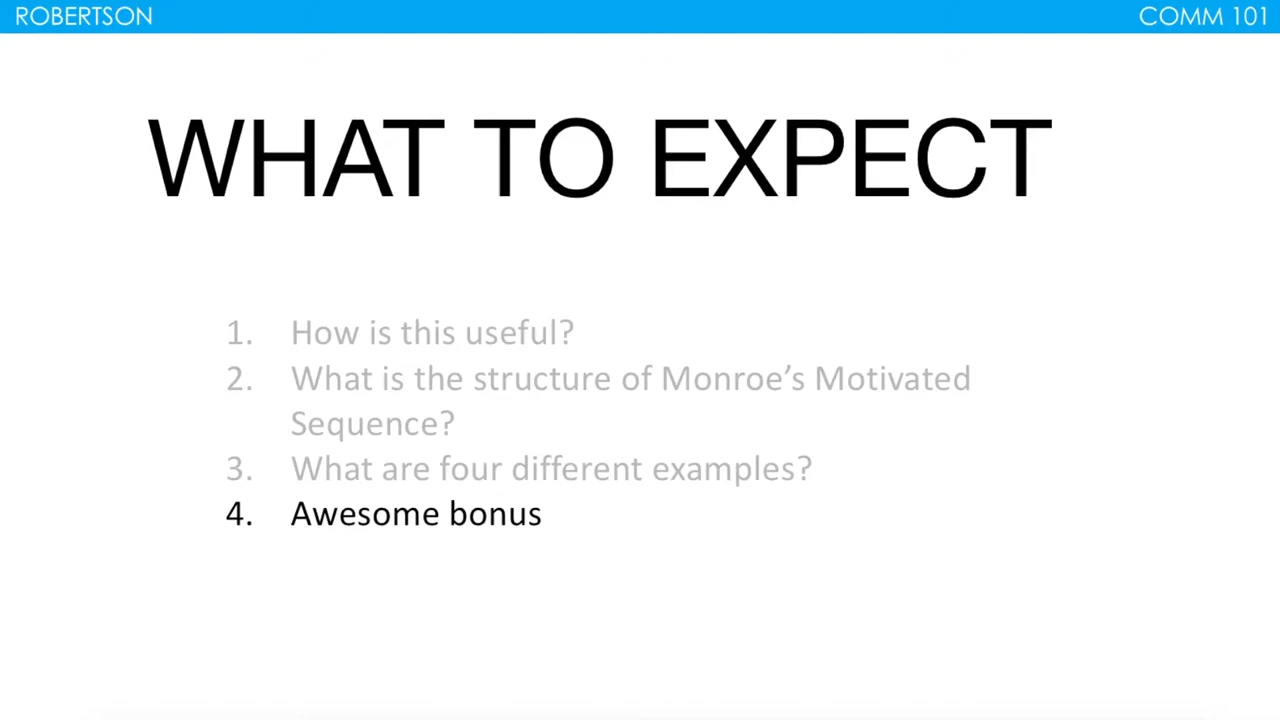 ROBERTSON
COMM 101
WHAT TO EXPECT
1. How is this useful?
2. What is the structure of Monroe’s Motivated
Sequence?
3. What are four different examples?
4. Awesome bonus